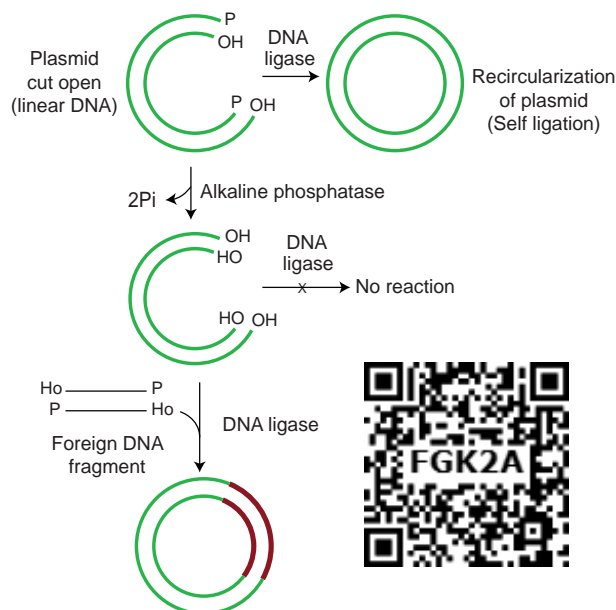 P
OH
Plasmid
cut open
(linear DNA)
DNA
ligase
P OH
Recircularization
of plasmid
(Self ligation)
2Pi
Alkaline phosphatase
OH
HO
DNA
ligase
x
No reaction
HO OH
Ho P
P Ho
Foreign DNA
fragment
DNA ligase
FGK2A